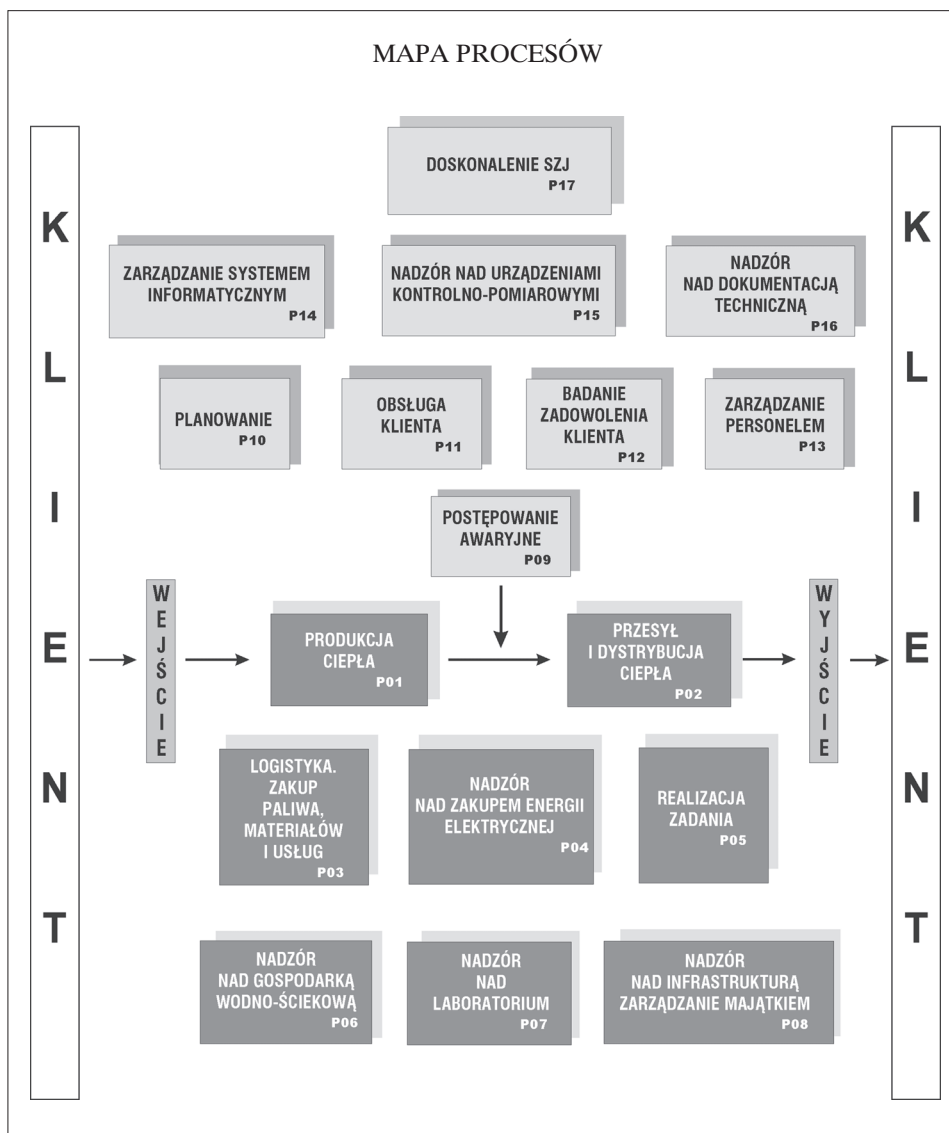 MAPA PROCESÓW
KLIENT
DOSKONALENIE SZJ
P17
ZARZĄDZANIE SYSTEMEM
INFORMATYCZNYM
P14
NADZÓR NAD URZĄDZENIAMI
KONTROLNO-POMIAROWYMI
P15
NADZÓR
NAD DOKUMENTACJĄ
TECHNICZNĄ
P16
PLANOWANIE
P10
OBSŁUGA
KLIENTA
P11
BADANIE
ZADOWOLENIA
KLIENTA
P12
ZARZĄDZANIE
PERSONELEM
P13
POSTĘPOWANIE
AWARYJNE
P09
WEJŚCIE
PRODUKCJA
CIEPŁA
P01
PRZESYŁ
I DYSTRYBUCJA
CIEPŁA
P02
WYJŚCIE
LOGISTYKA.
ZAKUP
PALIWA,
MATERIAŁÓW
I USŁUG
P03
NADZÓR
NAD ZAKUPEM ENERGII
ELEKTRYCZNEJ
P04
REALIZACJA
ZADANIA
P05
NADZÓR
NAD GOSPODARKĄ
WODNO-ŚCIEKOWĄ
P06
NADZÓR
NAD
LABORATORIUM
P07
NADZÓR
NAD INFRASTRUKTURĄ
ZARZĄDZANIE MAJĄTKIEM
P08
KLIENT